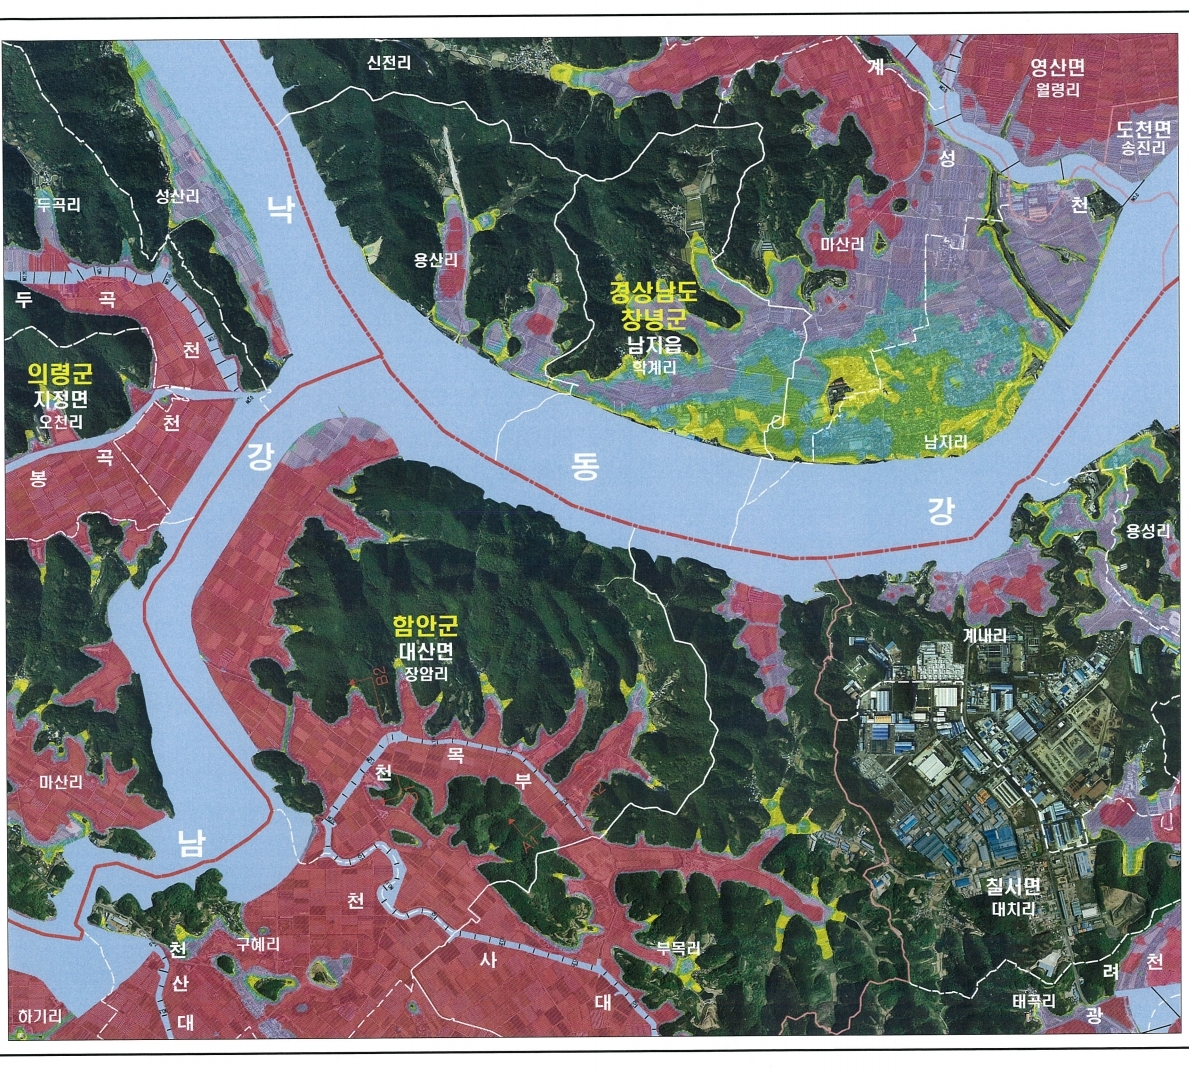 신전리
계
영산면
월령리
도천면
송진리
성
두곡리
성산리
낙
천
용산리
마산리
두
곡
천
경상남도
창녕군
남지읍
학계리
의령군
지정면
오천리
천
곡
봉
강
동
남지리
강
용성리
함안군
대산면
장암리
계내리
마산리
목
천
부
남
칠서면
대치리
천
구혜리
천
산
대
사
대
부목리
려
천
태곡리
광
하기리